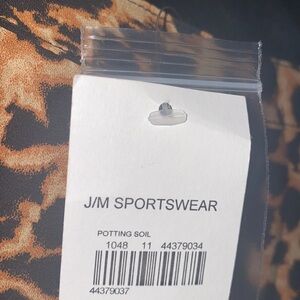 J/M SPORTSWEAR
POTTING SOIL
1048 11 44379034
44379037